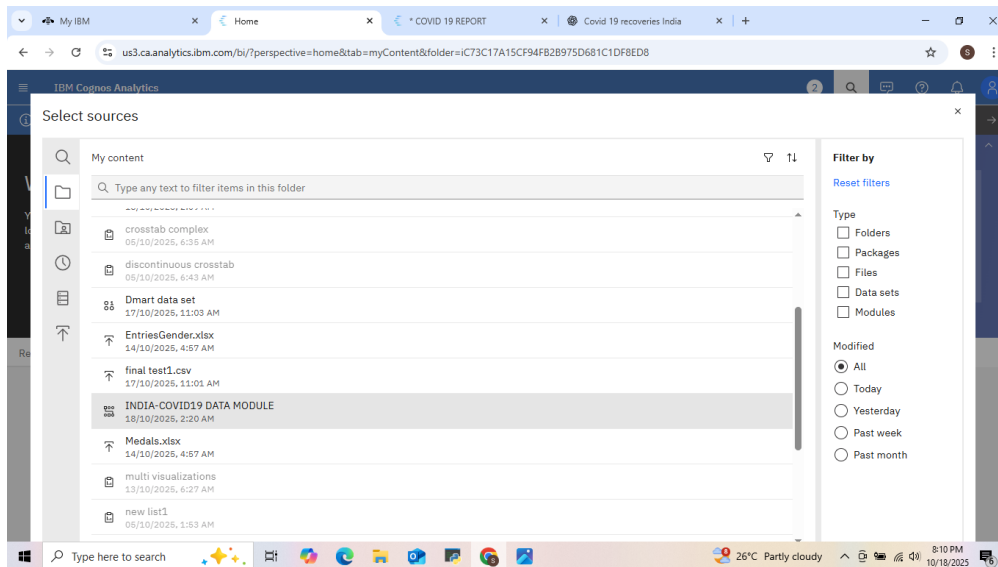 My IBM
Home
* COVID 19 REPORT
Covid 19 recoveries India
us3.ca.analytics.ibm.com/bi/?perspective=home&tab=myContent&folder=iC73C17A15CF94FB2B975D681C1DF8ED8
S
IBM Cognos Analytics
2
Select sources
My content
Type any text to filter items in this folder
crosstab complex
05/10/2025, 6:35 AM
discontinuous crosstab
05/10/2025, 6:43 AM
Dmart data set
17/10/2025, 11:03 AM
EntriesGender.xlsx
14/10/2025, 4:57 AM
final test1.csv
17/10/2025, 11:01 AM
INDIA-COVID19 DATA MODULE
18/10/2025, 2:20 AM
Medals.xlsx
14/10/2025, 4:57 AM
multi visualizations
13/10/2025, 6:27 AM
new list1
05/10/2025, 1:53 AM
Filter by
Reset filters
Type
Folders
Packages
Files
Data sets
Modules
Modified
All
Today
Yesterday
Past week
Past month
Re
Type here to search
26°C Partly cloudy
8:10 PM
10/18/2025
6